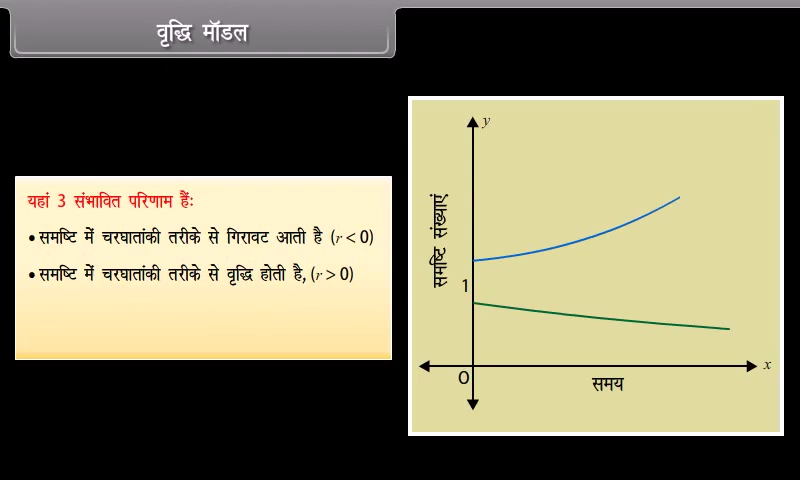 वृद्धि मॉडल
यहां 3 संभावित परिणाम हैं:
• समष्टि में चरघातांकी तरीके से गिरावट आती है (r < 0)
• समष्टि में चरघातांकी तरीके से वृद्धि होती है, (r > 0)
y
समष्टि संख्याएं
1
0
समय
x